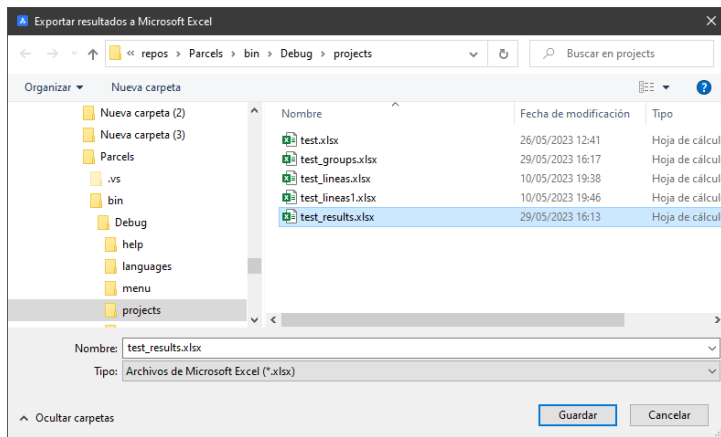 Exportar resultados a Microsoft Excel
« repos › Parcels › bin › Debug › projects
Buscar en projects
Organizar
Nueva carpeta
Nueva carpeta (2)
Nueva carpeta (3)
Parcels
.vs
bin
Debug
help
languages
menu
projects
Nombre Fecha de modificación Tipo
test.xlsx 26/05/2023 12:41 Hoja de cálcul
test_groups.xlsx 29/05/2023 16:17 Hoja de cálcul
test_lineas.xlsx 10/05/2023 19:38 Hoja de cálcul
test_lineas1.xlsx 10/05/2023 19:46 Hoja de cálcul
test_results.xlsx 29/05/2023 16:13 Hoja de cálcul
Nombre: test_results.xlsx
Tipo: Archivos de Microsoft Excel (*.xlsx)
Ocultar carpetas
Guardar
Cancelar